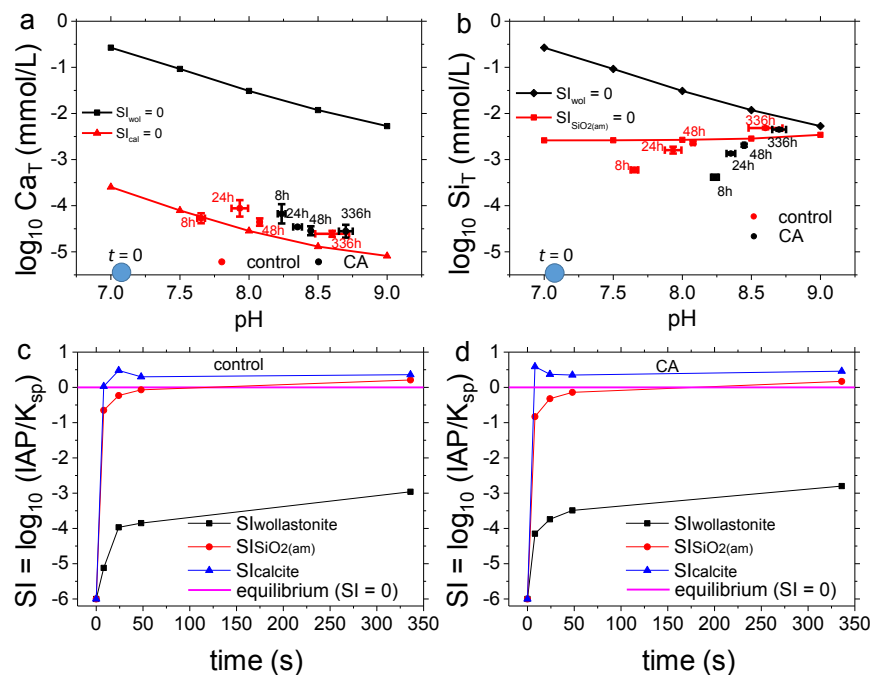 a
log10 CaT (mmol/L)
0
-1
-2
-3
-4
-5
SIwol = 0
SIcal = 0
8h
24h
48h
336h
8h
24h
48h
336h
t = 0
control
CA
7.0
7.5
8.0
8.5
9.0
pH
b
log10 SiT (mmol/L)
0
-1
-2
-3
-4
-5
SIwol = 0
SISiO2(am) = 0
8h
24h
48h
336h
8h
24h
48h
336h
control
CA
t = 0
7.0
7.5
8.0
8.5
9.0
pH
c
control
SI = log10 (IAP/Ksp)
1
0
-1
-2
-3
-4
-5
-6
SIwollastonite
SISiO2(am)
SIcalcite
equilibrium (SI = 0)
0 50 100 150 200 250 300 350
time (s)
d
CA
SI = log10 (IAP/Ksp)
1
0
-1
-2
-3
-4
-5
-6
SIwollastonite
SISiO2(am)
SIcalcite
equilibrium (SI = 0)
0 50 100 150 200 250 300 350
time (s)